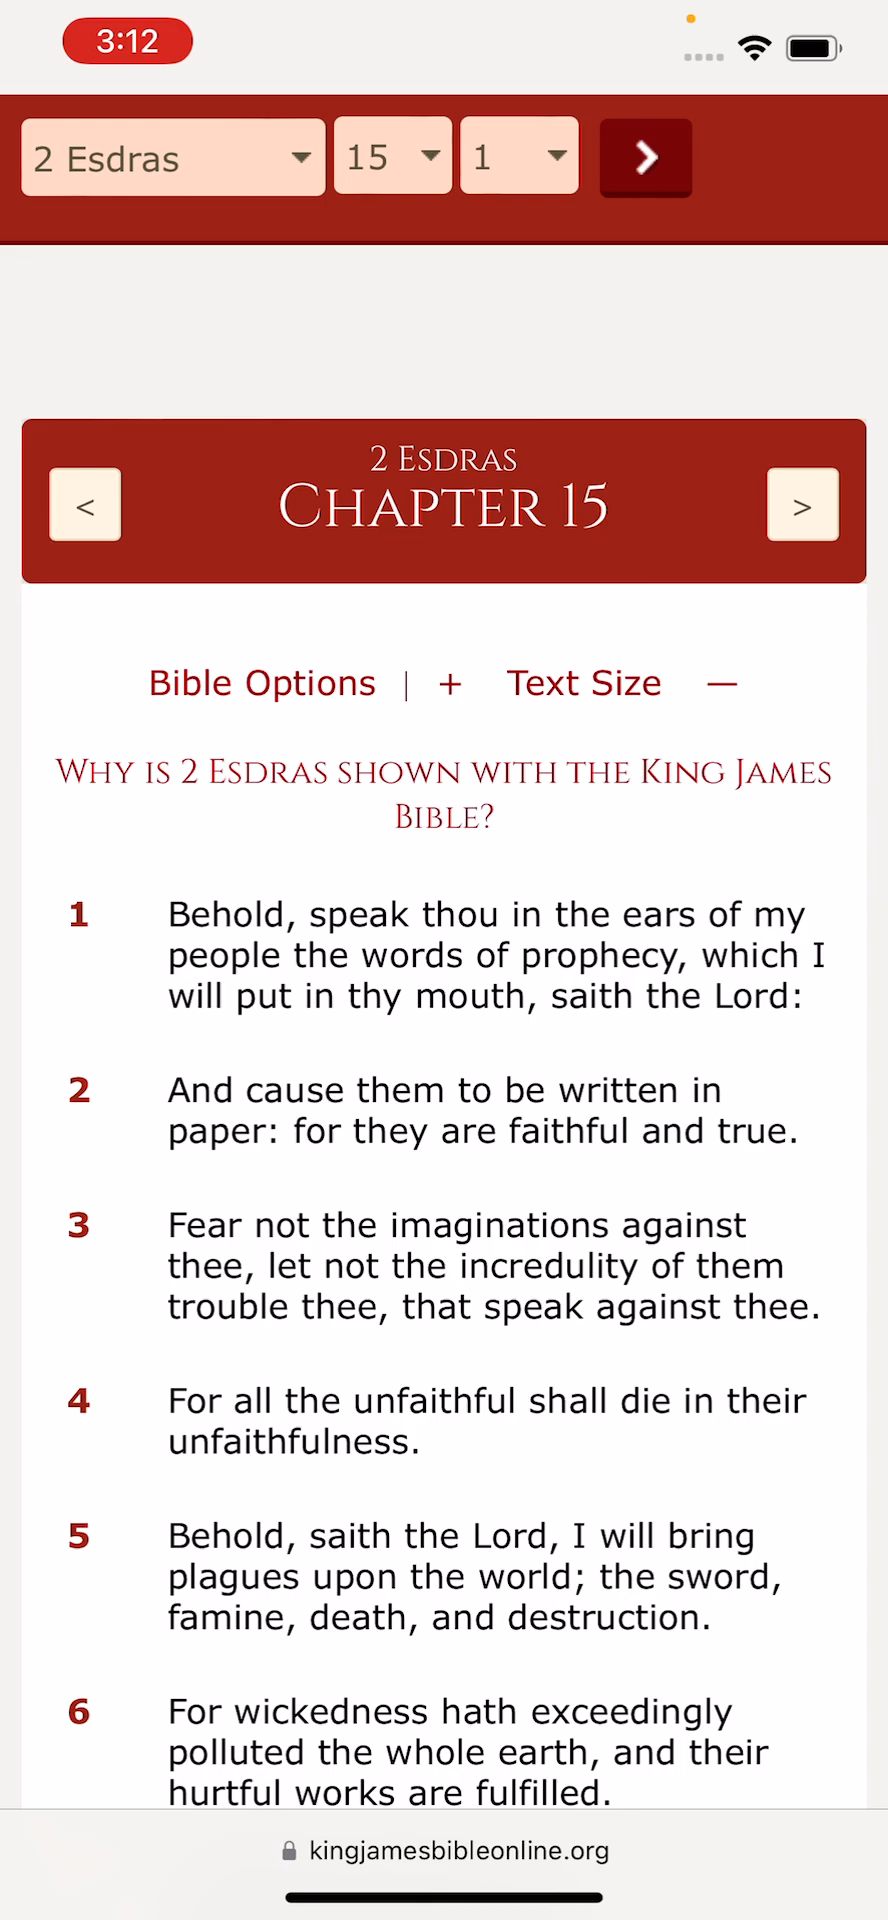 3:12
2 Esdras 15 1
2 Esdras
Chapter 15
< >
Bible Options | + Text Size —
Why is 2 Esdras shown with the King James
Bible?
1 Behold, speak thou in the ears of my
people the words of prophecy, which I
will put in thy mouth, saith the Lord:
2 And cause them to be written in
paper: for they are faithful and true.
3 Fear not the imaginations against
thee, let not the incredulity of them
trouble thee, that speak against thee.
4 For all the unfaithful shall die in their
unfaithfulness.
5 Behold, saith the Lord, I will bring
plagues upon the world; the sword,
famine, death, and destruction.
6 For wickedness hath exceedingly
polluted the whole earth, and their
hurtful works are fulfilled.
kingjamesbibleonline.org